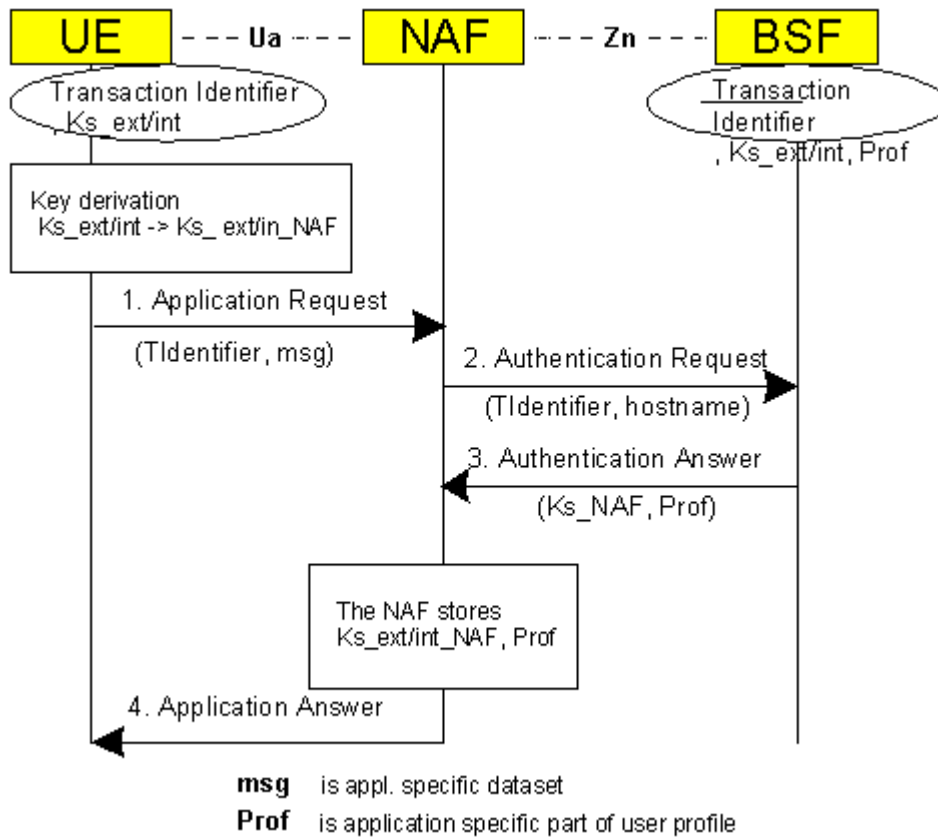 UE
Ua
NAF
Zn
BSF
Transaction Identifier
, Ks_ext/int
Transaction
Identifier
, Ks_ext/int, Prof
Key derivation
Ks_ext/int -> Ks_ ext/in_NAF
1. Application Request
(TIdentifier, msg)
2. Authentication Request
(TIdentifier, hostname)
3. Authentication Answer
(Ks_NAF, Prof)
The NAF stores
Ks_ext/int_NAF, Prof
4. Application Answer
msg is appl. specific dataset
Prof is application specific part of user profile